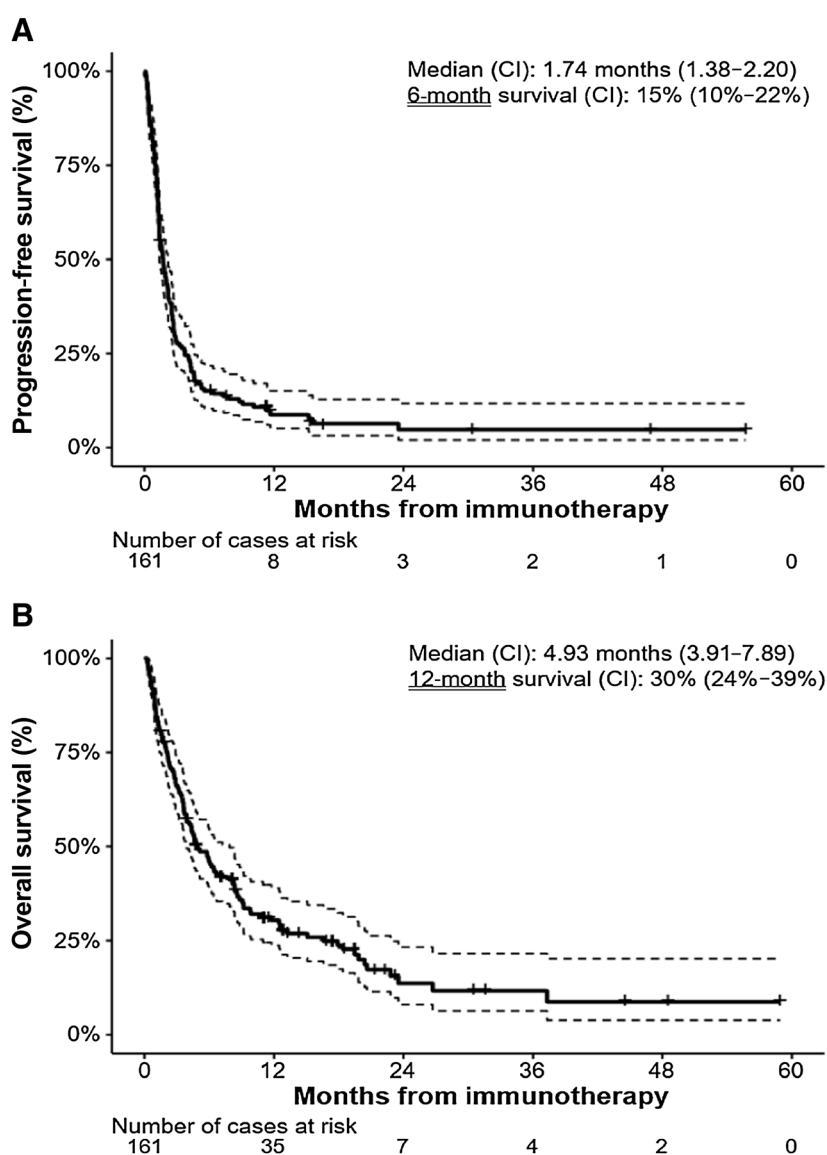 A
Progression-free survival (%)
100%
75%
50%
25%
0%
Median (CI): 1.74 months (1.38–2.20)
6-month survival (CI): 15% (10%–22%)
0 12 24 36 48 60
Months from immunotherapy
Number of cases at risk
161 8 3 2 1 0
B
Overall survival (%)
100%
75%
50%
25%
0%
Median (CI): 4.93 months (3.91–7.89)
12-month survival (CI): 30% (24%–39%)
0 12 24 36 48 60
Months from immunotherapy
Number of cases at risk
161 35 7 4 2 0